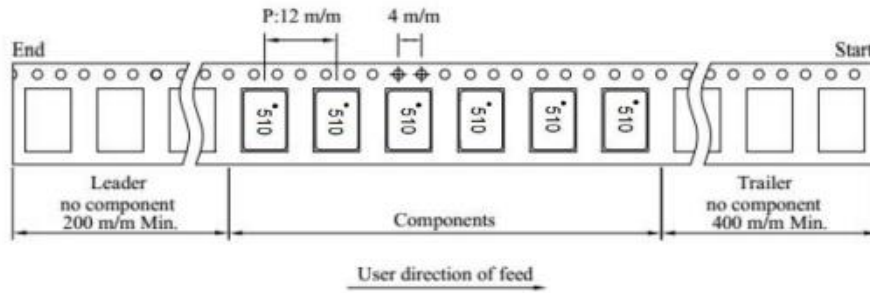 P:12 m/m
4 m/m
End
Start
510
510
510
510
510
510
Leader
no component
200 m/m Min.
Components
Trailer
no component
400 m/m Min.
User direction of feed